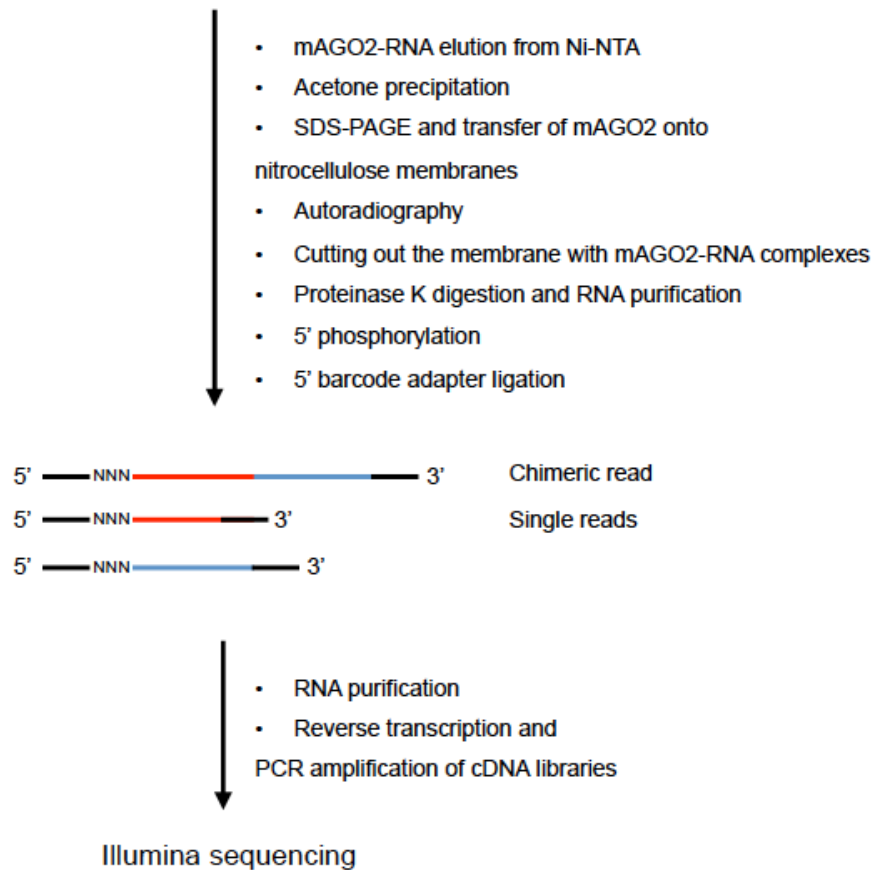 • mAGO2-RNA elution from Ni-NTA
• Acetone precipitation
• SDS-PAGE and transfer of mAGO2 onto
nitrocellulose membranes
• Autoradiography
• Cutting out the membrane with mAGO2-RNA complexes
• Proteinase K digestion and RNA purification
• 5’ phosphorylation
• 5’ barcode adapter ligation
5’ NNN 3’ Chimeric read
5’ NNN 3’ Single reads
5’ NNN 3’
• RNA purification
• Reverse transcription and
PCR amplification of cDNA libraries
Illumina sequencing